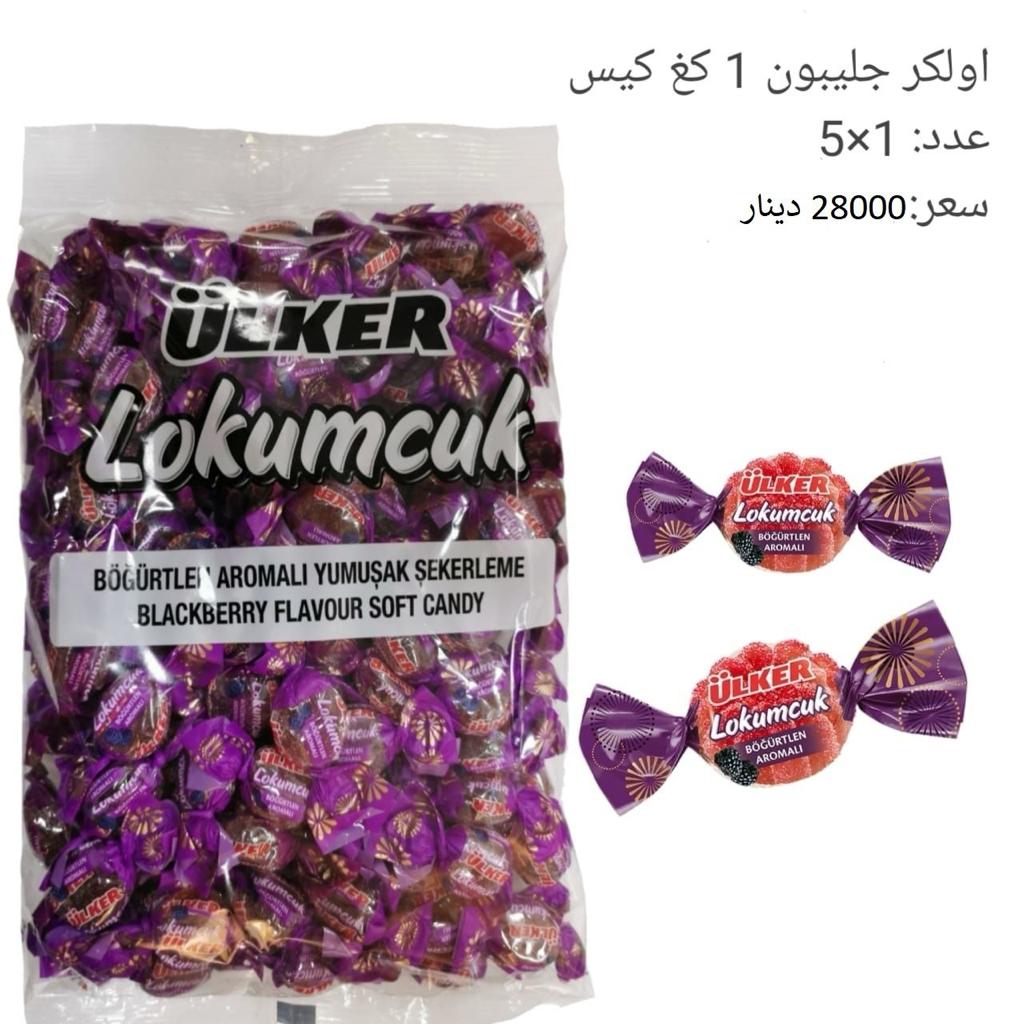 اولكر جليبون 1 كغ كيس
عدد: 1×5
سعر:28000 دينار
ÜLKER
Lokumcuk
BÖĞÜRTLEN AROMALI YUMUŞAK ŞEKERLEME
BLACKBERRY FLAVOUR SOFT CANDY
ÜLKER
Lokumcuk
BÖĞÜRTLEN
AROMALI
ÜLKER
Lokumcuk
BÖĞÜRTLEN
AROMALI